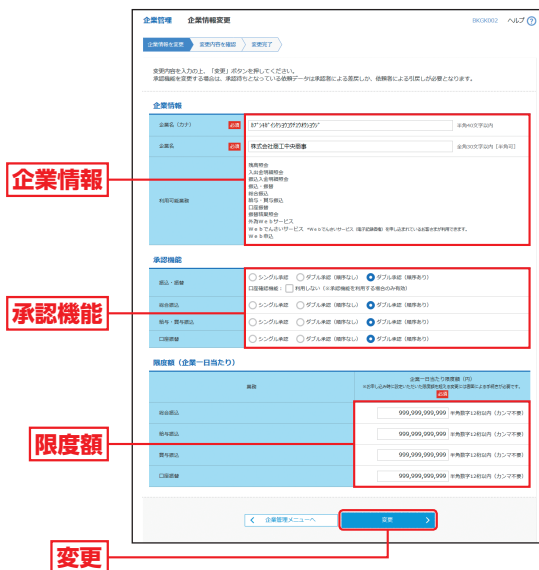 企業管理 企業情報変更 BKGK002 ヘルプ ?
企業情報を変更 変更内容を確認 変更完了
変更内容を入力の上、「変更」ボタンを押してください。
承認機能を変更する場合は、承認待ちとなっている依頼データは承認者による差戻しか、依頼者による引戻しが必要となります。
企業情報
企業名（カナ） 必須 半角40文字以内
企業名 必須 株式会社商工中央商事 全角30文字以内［半角可］
利用可能業務
残高照会
入出金明細照会
振込入金明細照会
振込・振替
総合振込
給与・賞与振込
口座振替
振替結果照会
外為Ｗｅｂサービス
Ｗｅｂでんさいサービス
Ｗｅｂ振込
企業情報
承認機能
振込・振替 シングル承認 ダブル承認（順序なし） ダブル承認（順序あり）
口座確認機能： 利用しない（※承認機能を利用する場合のみ有効）
総合振込 シングル承認 ダブル承認（順序なし） ダブル承認（順序あり）
給与・賞与振込 シングル承認 ダブル承認（順序なし） ダブル承認（順序あり）
口座振替 シングル承認 ダブル承認（順序なし） ダブル承認（順序あり）
承認機能
限度額（企業一日当たり）
業務 企業一日当たり限度額（円）
必須
総合振込 999,999,999,999 半角数字12桁以内（カンマ不要）
給与振込 999,999,999,999 半角数字12桁以内（カンマ不要）
賞与振込 999,999,999,999 半角数字12桁以内（カンマ不要）
口座振替 999,999,999,999 半角数字12桁以内（カンマ不要）
限度額
企業管理メニューへ 変更
変更